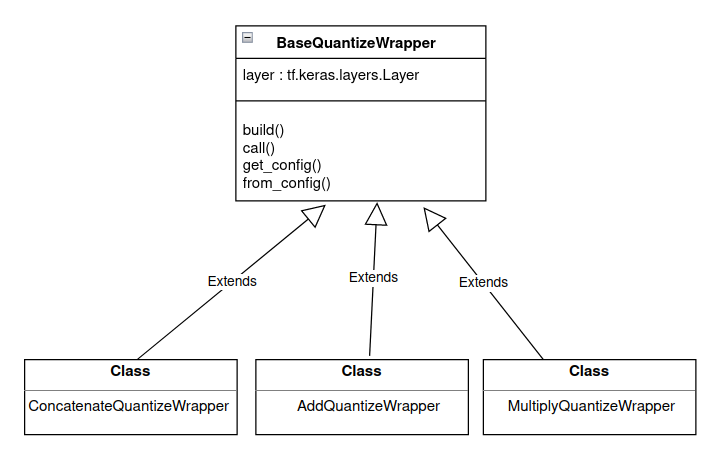 BaseQuantizeWrapper
layer : tf.keras.layers.Layer
build()
call()
get_config()
from_config()
Extends
Extends
Extends
Class
ConcatenateQuantizeWrapper
Class
AddQuantizeWrapper
Class
MultiplyQuantizeWrapper